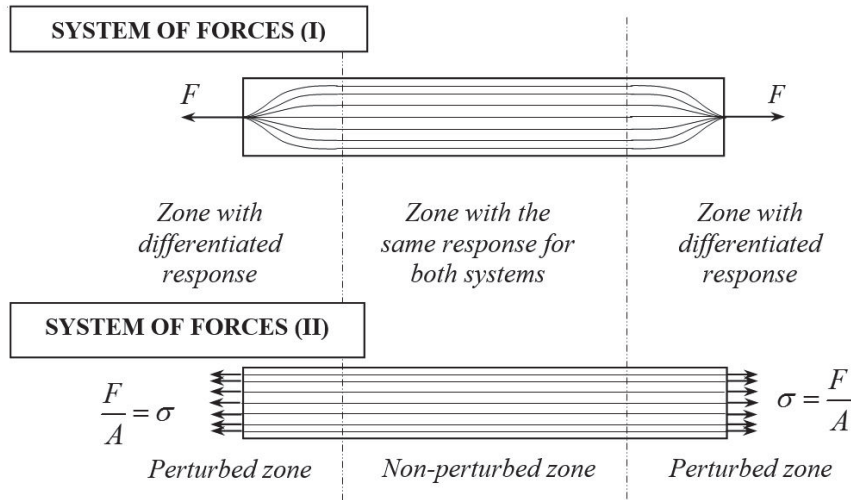 SYSTEM OF FORCES (I)
F
F
Zone with
differentiated
response
Zone with the
same response for
both systems
Zone with
differentiated
response
SYSTEM OF FORCES (II)
F/A = σ
σ = F/A
Perturbed zone
Non-perturbed zone
Perturbed zone